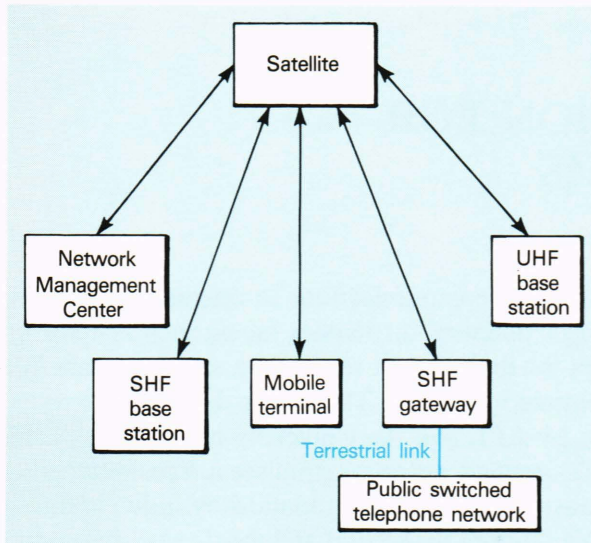 Satellite
Network
Management
Center
UHF
base
station
SHF
base
station
Mobile
terminal
SHF
gateway
Terrestrial link
Public switched
telephone network